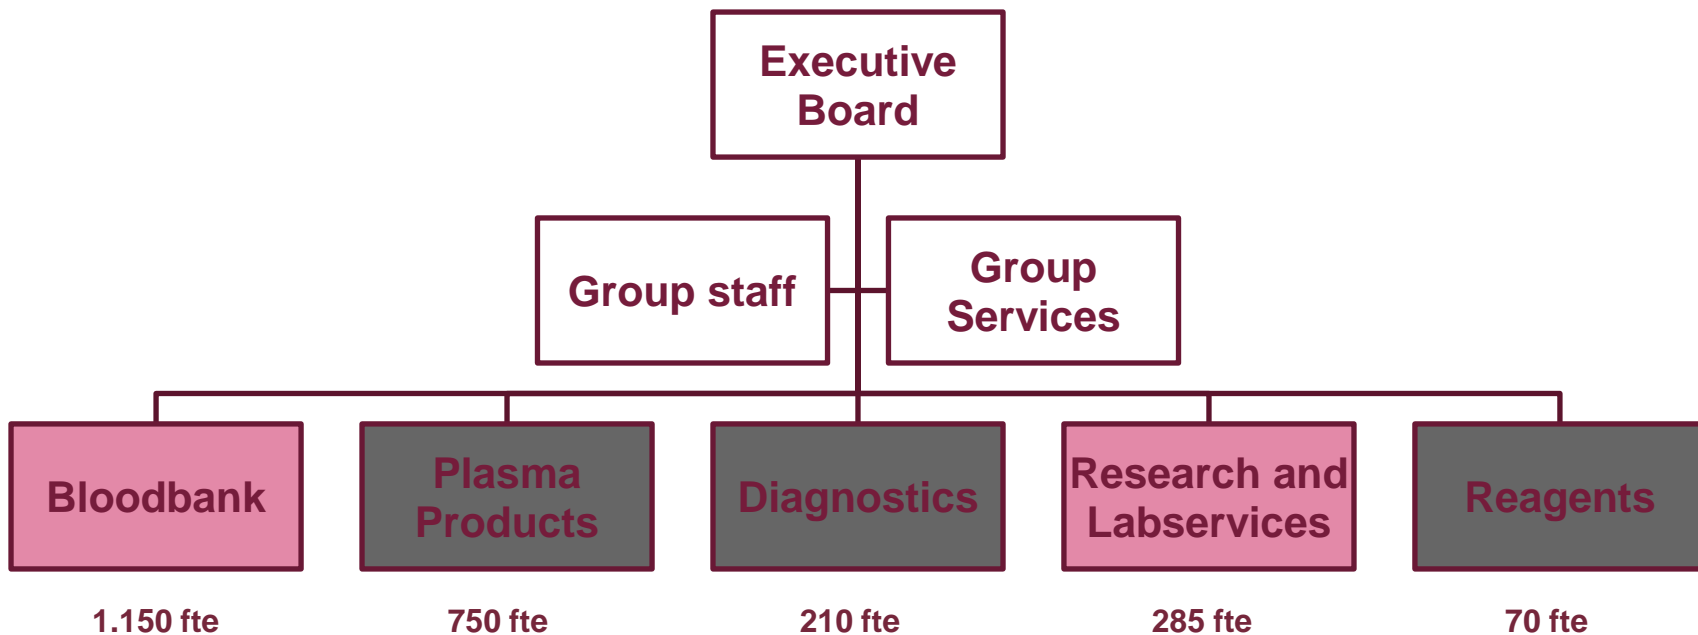 Executive
Board
Group staff
Group
Services
Bloodbank
Plasma
Products
Diagnostics
Research and
Labservices
Reagents
1.150 fte
750 fte
210 fte
285 fte
70 fte